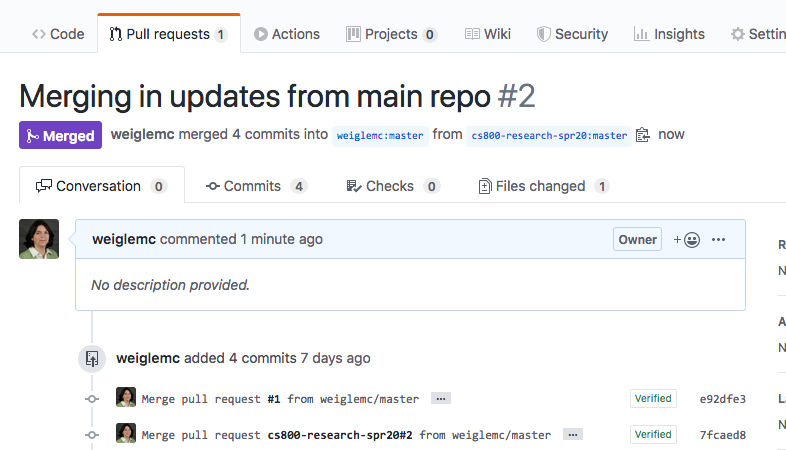 Code Pull requests 1 Actions Projects 0 Wiki Security Insights Settin
Merging in updates from main repo #2
Merged weiglemc merged 4 commits into weiglemc:master from cs800-research-spr20:master now
Conversation 0 Commits 4 Checks 0 Files changed 1
weiglemc commented 1 minute ago Owner + ...
R
N
No description provided.
A
N
weiglemc added 4 commits 7 days ago
Merge pull request #1 from weiglemc/master ... Verified e92dfe3
L
N
Merge pull request cs800-research-spr20#2 from weiglemc/master ... Verified 7fcaed8